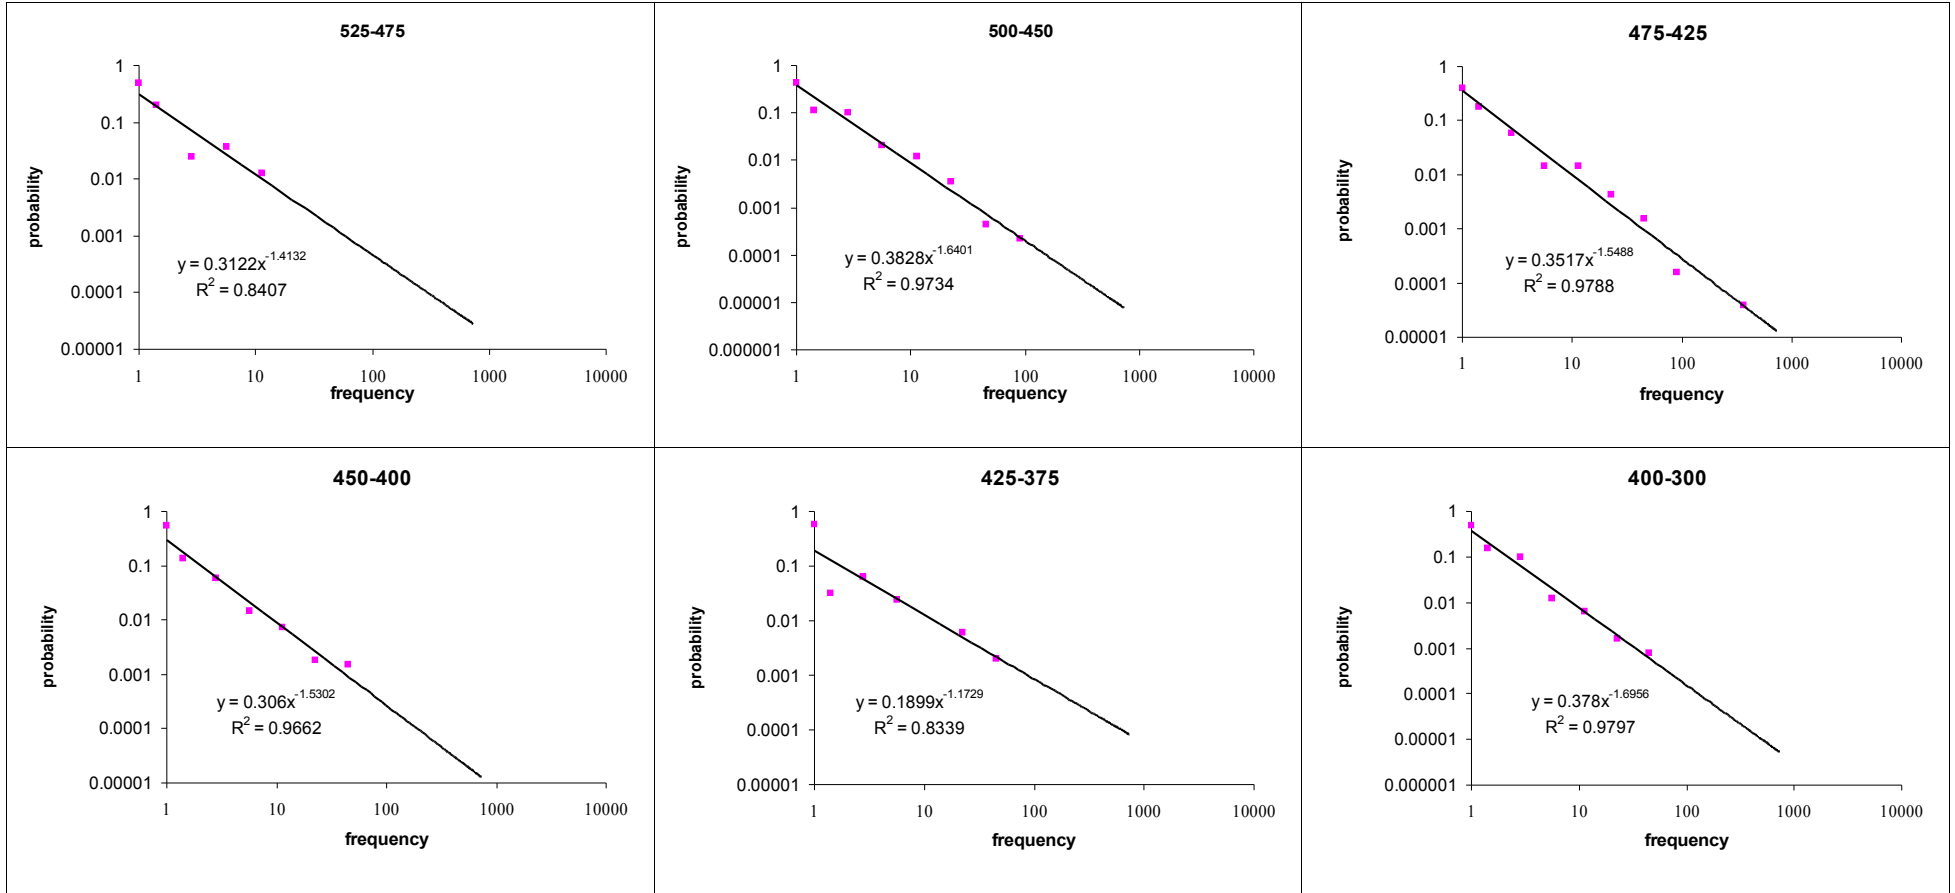 525-475
1
0.1
0.01
0.001
0.0001
0.00001
probability
y = 0.3122x^-1.4132
R^2 = 0.8407
1 10 100 1000 10000
frequency
500-450
1
0.1
0.01
0.001
0.0001
0.00001
0.000001
probability
y = 0.3828x^-1.6401
R^2 = 0.9734
1 10 100 1000 10000
frequency
475-425
1
0.1
0.01
0.001
0.0001
0.00001
probability
y = 0.3517x^-1.5488
R^2 = 0.9788
1 10 100 1000 10000
frequency
450-400
1
0.1
0.01
0.001
0.0001
0.00001
probability
y = 0.306x^-1.5302
R^2 = 0.9662
1 10 100 1000 10000
frequency
425-375
1
0.1
0.01
0.001
0.0001
0.00001
probability
y = 0.1899x^-1.1729
R^2 = 0.8339
1 10 100 1000 10000
frequency
400-300
1
0.1
0.01
0.001
0.0001
0.00001
0.000001
probability
y = 0.378x^-1.6956
R^2 = 0.9797
1 10 100 1000 10000
frequency